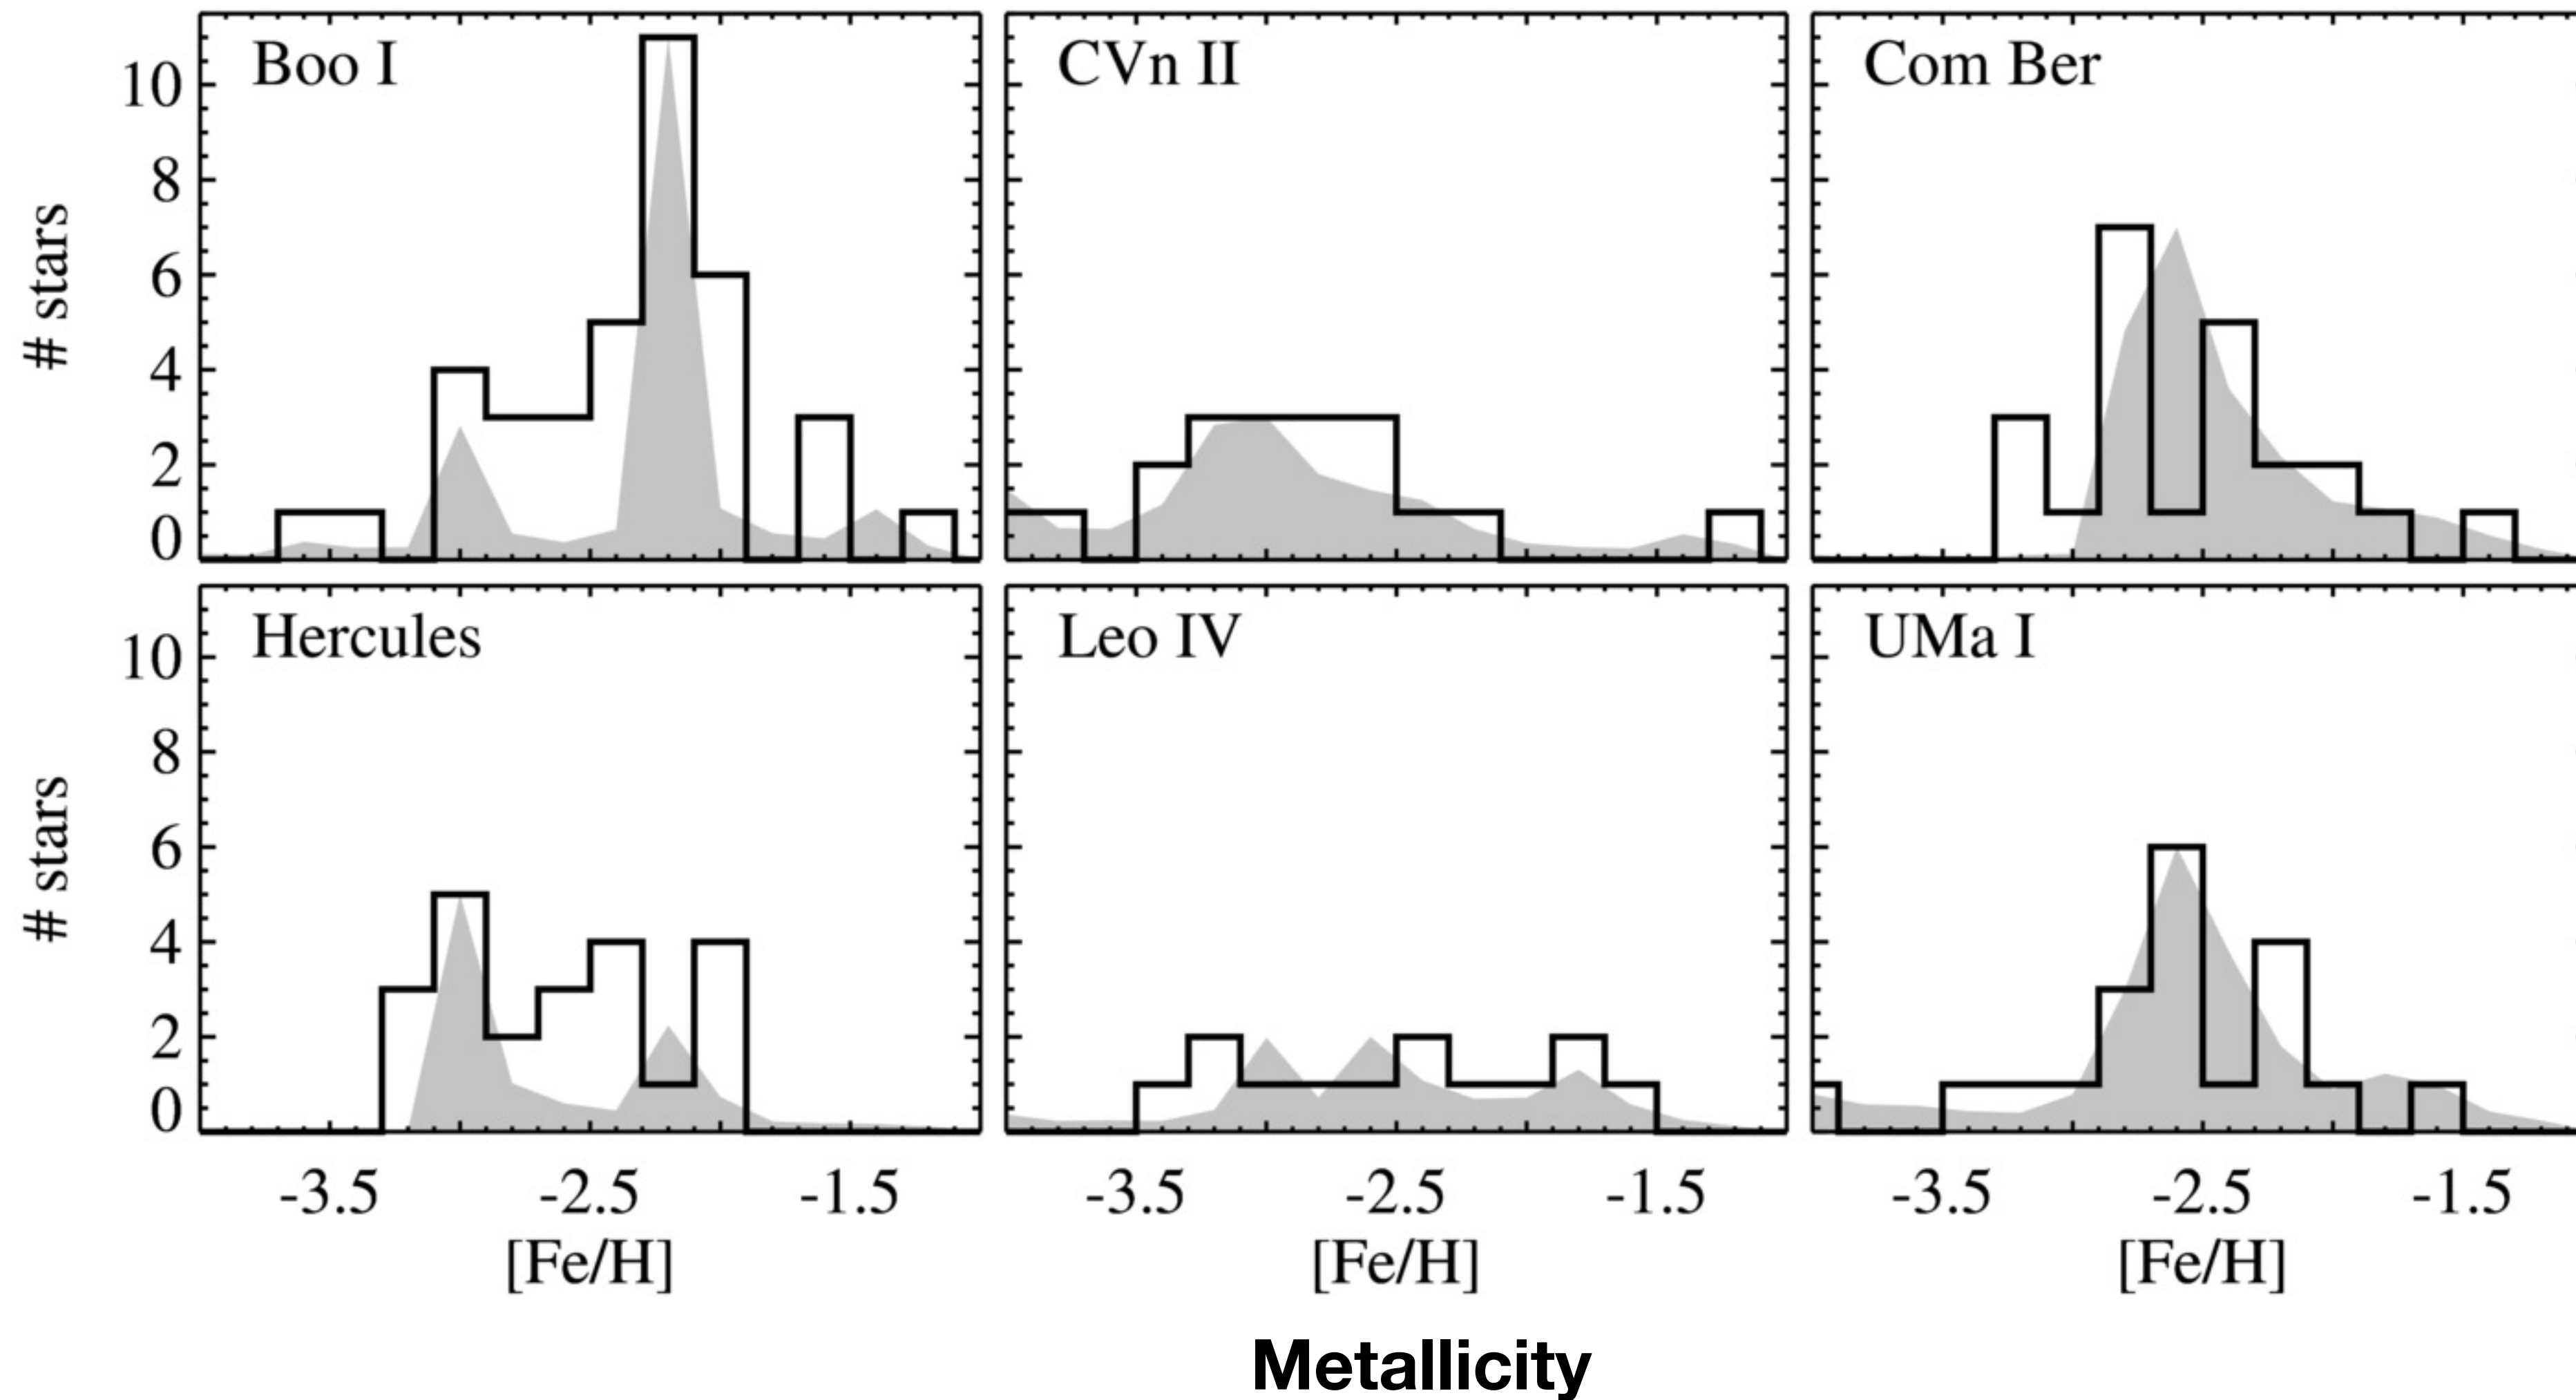 Boo I CVn II Com Ber
# stars
10
8
6
4
2
0
Hercules Leo IV UMa I
# stars
10
8
6
4
2
0
-3.5 -2.5 -1.5 -3.5 -2.5 -1.5 -3.5 -2.5 -1.5
[Fe/H] [Fe/H] [Fe/H]
Metallicity